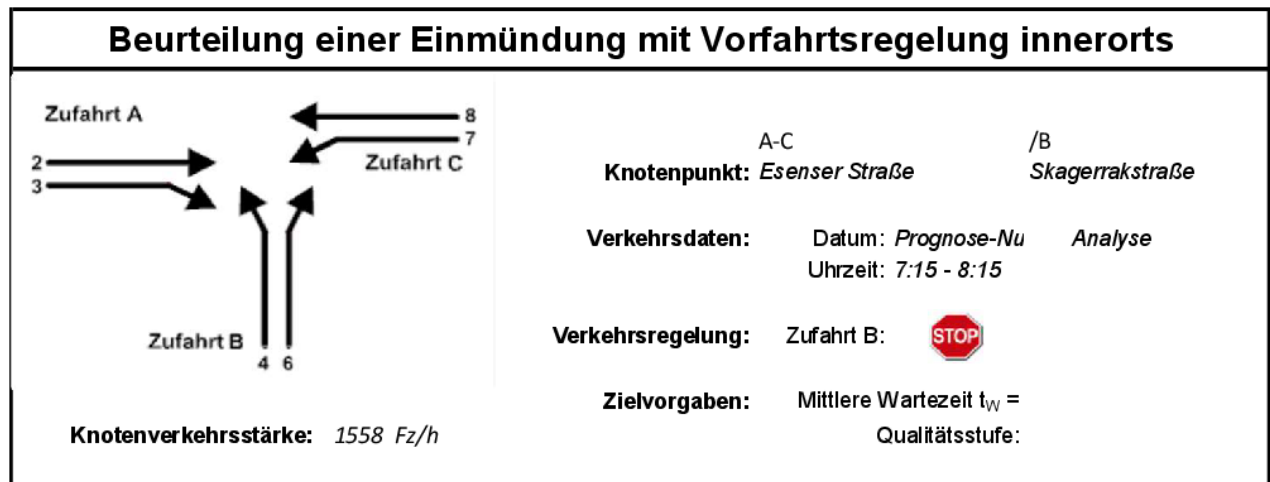 Beurteilung einer Einmündung mit Vorfahrtsregelung innerorts
Zufahrt A
8
7
Zufahrt C
2
3
Zufahrt B
4 6
Knotenverkehrsstärke: 1558 Fz/h
A-C /B
Knotenpunkt: Esenser Straße Skagerrakstraße
Verkehrsdaten: Datum: Prognose-Nu Analyse
Uhrzeit: 7:15 - 8:15
Verkehrsregelung: Zufahrt B: STOP
Zielvorgaben: Mittlere Wartezeit tW =
Qualitätsstufe: